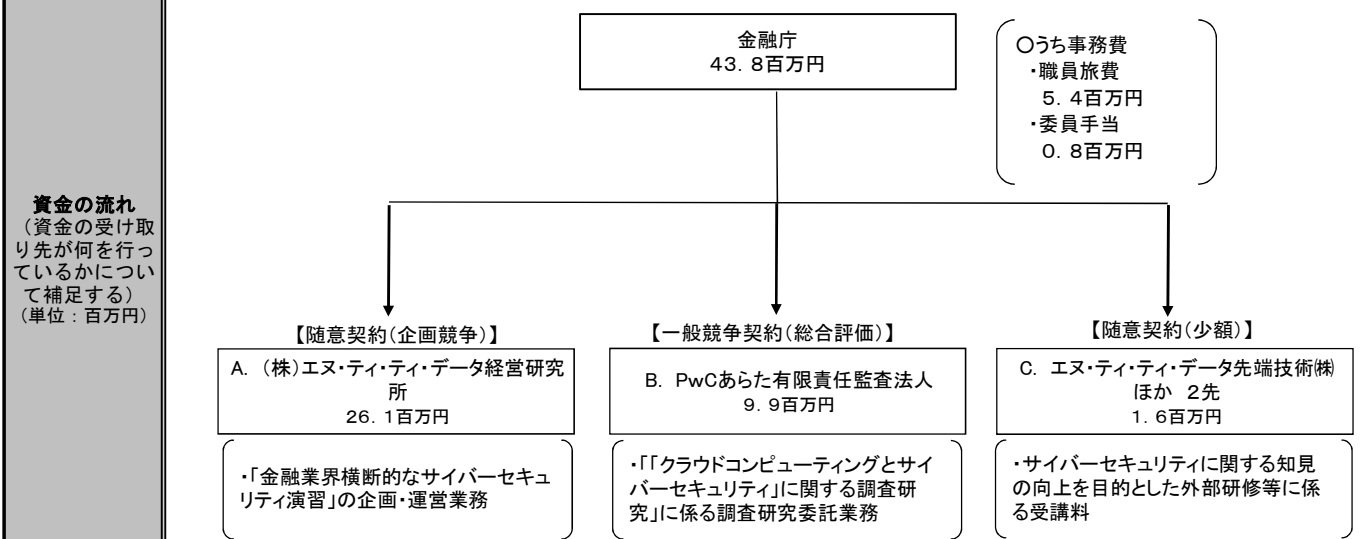 資金の流れ
（資金の受け取
り先が何を行っ
ているかについ
て補足する）
（単位：百万円）
金融庁
４３．８百万円
○うち事務費
・職員旅費
５．４百万円
・委員手当
０．８百万円
【随意契約（企画競争）】
A. （株）エヌ・ティ・ティ・データ経営研究
所
２６．１百万円
・「金融業界横断的なサイバーセキュ
リティ演習」の企画・運営業務
【一般競争契約（総合評価）】
B. PwCあらた有限責任監査法人
９．９百万円
・「「クラウドコンピューティングとサイ
バーセキュリティ」に関する調査研
究」に係る調査研究委託業務
【随意契約（少額）】
C. エヌ・ティ・ティ・データ先端技術㈱
ほか ２先
１．６百万円
・サイバーセキュリティに関する知見
の向上を目的とした外部研修等に係
る受講料